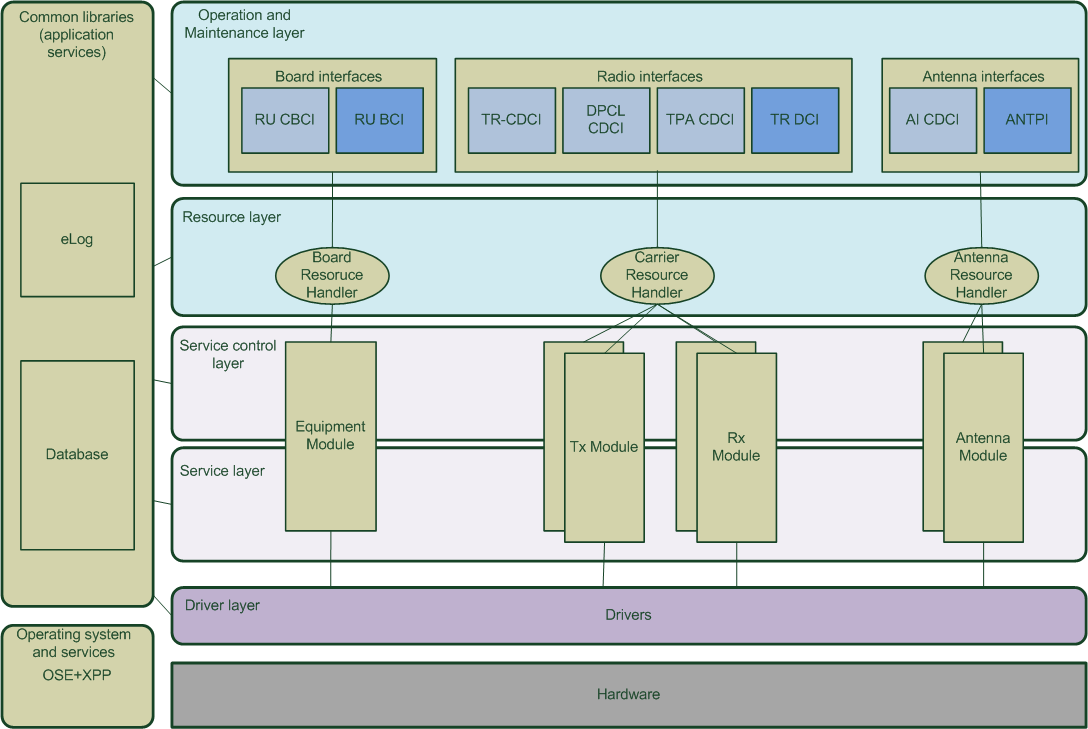 Common libraries
(application
services)
eLog
Database
Operating system
and services
OSE+XPP
Operation and
Maintenance layer
Board interfaces
RU CBCI
RU BCI
Radio interfaces
TR-CDCI
DPCL
CDCI
TPA CDCI
TR DCI
Antenna interfaces
AI CDCI
ANTPI
Resource layer
Board
Resoruce
Handler
Carrier
Resource
Handler
Antenna
Resource
Handler
Service control
layer
Equipment
Module
Tx Module
Rx
Module
Antenna
Module
Service layer
Driver layer
Drivers
Hardware